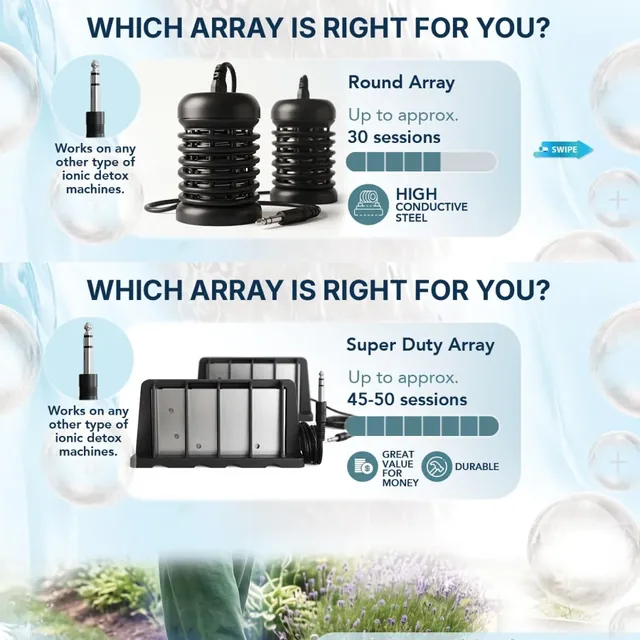 WHICH ARRAY IS RIGHT FOR YOU?
Works on any
other type of
ionic detox
machines.
Round Array
Up to approx.
30 sessions
HIGH
CONDUCTIVE
STEEL
SWIPE
WHICH ARRAY IS RIGHT FOR YOU?
Works on any
other type of
ionic detox
machines.
Super Duty Array
Up to approx.
45-50 sessions
GREAT
VALUE
FOR
MONEY
DURABLE